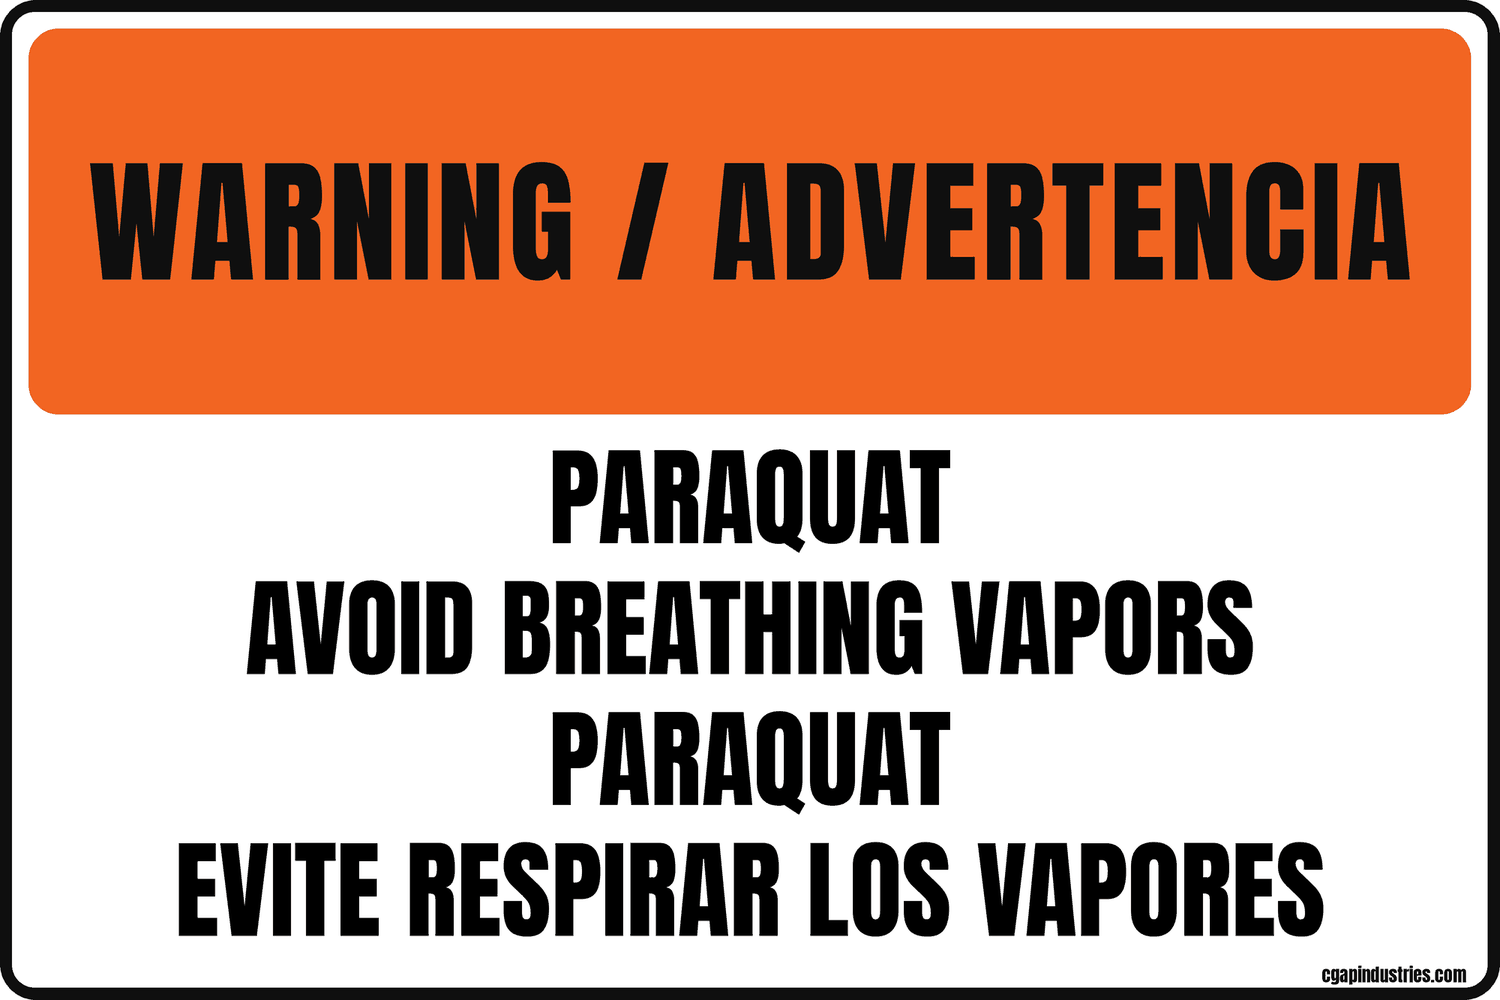 WARNING / ADVERTENCIA
PARAQUAT
AVOID BREATHING VAPORS
PARAQUAT
EVITE RESPIRAR LOS VAPORES
cgapindustries.com